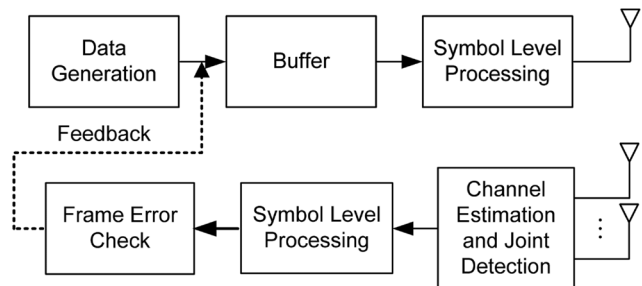 Data
Generation
Buffer
Symbol Level
Processing
Feedback
Frame Error
Check
Symbol Level
Processing
Channel
Estimation
and Joint
Detection